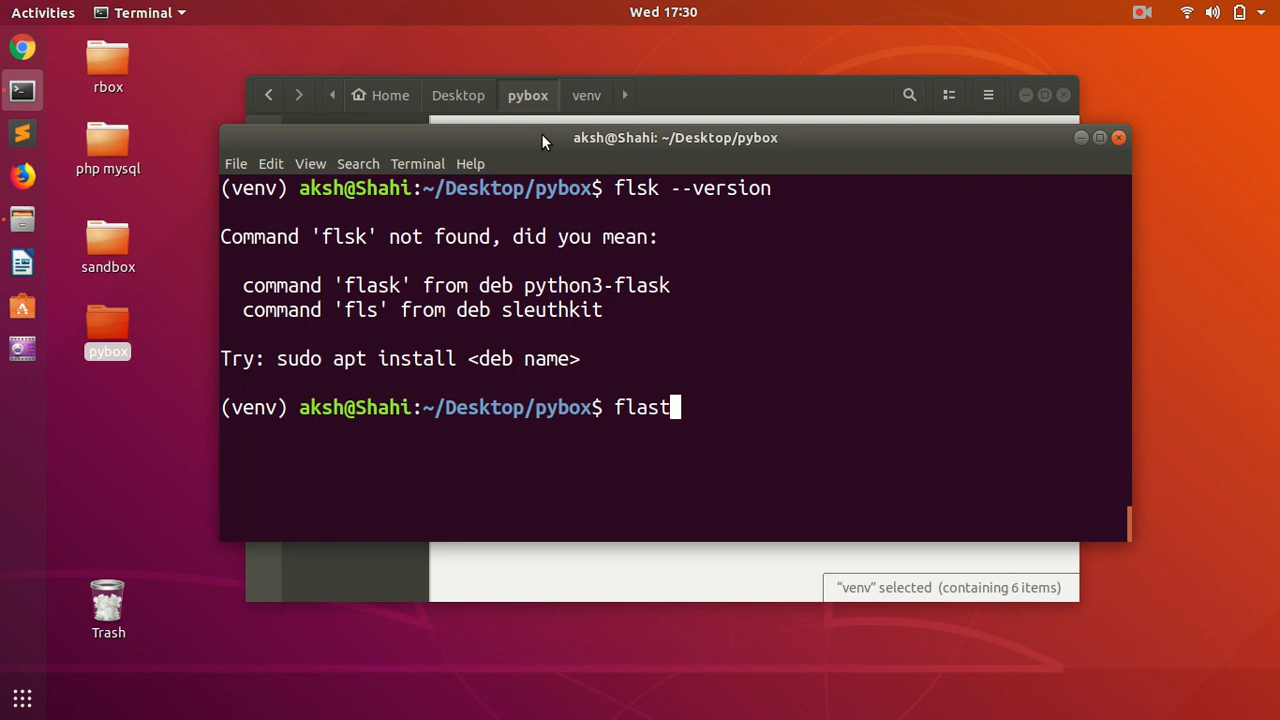 Activities
Terminal
Wed 17:30
rbox
php mysql
sandbox
pybox
Trash
Home
Desktop
pybox
venv
aksh@Shahi: ~/Desktop/pybox
File Edit View Search Terminal Help
(venv) aksh@Shahi:~/Desktop/pybox$ flsk --version
Command 'flsk' not found, did you mean:
command 'flask' from deb python3-flask
command 'fls' from deb sleuthkit
Try: sudo apt install <deb name>
(venv) aksh@Shahi:~/Desktop/pybox$ flast
“venv” selected (containing 6 items)